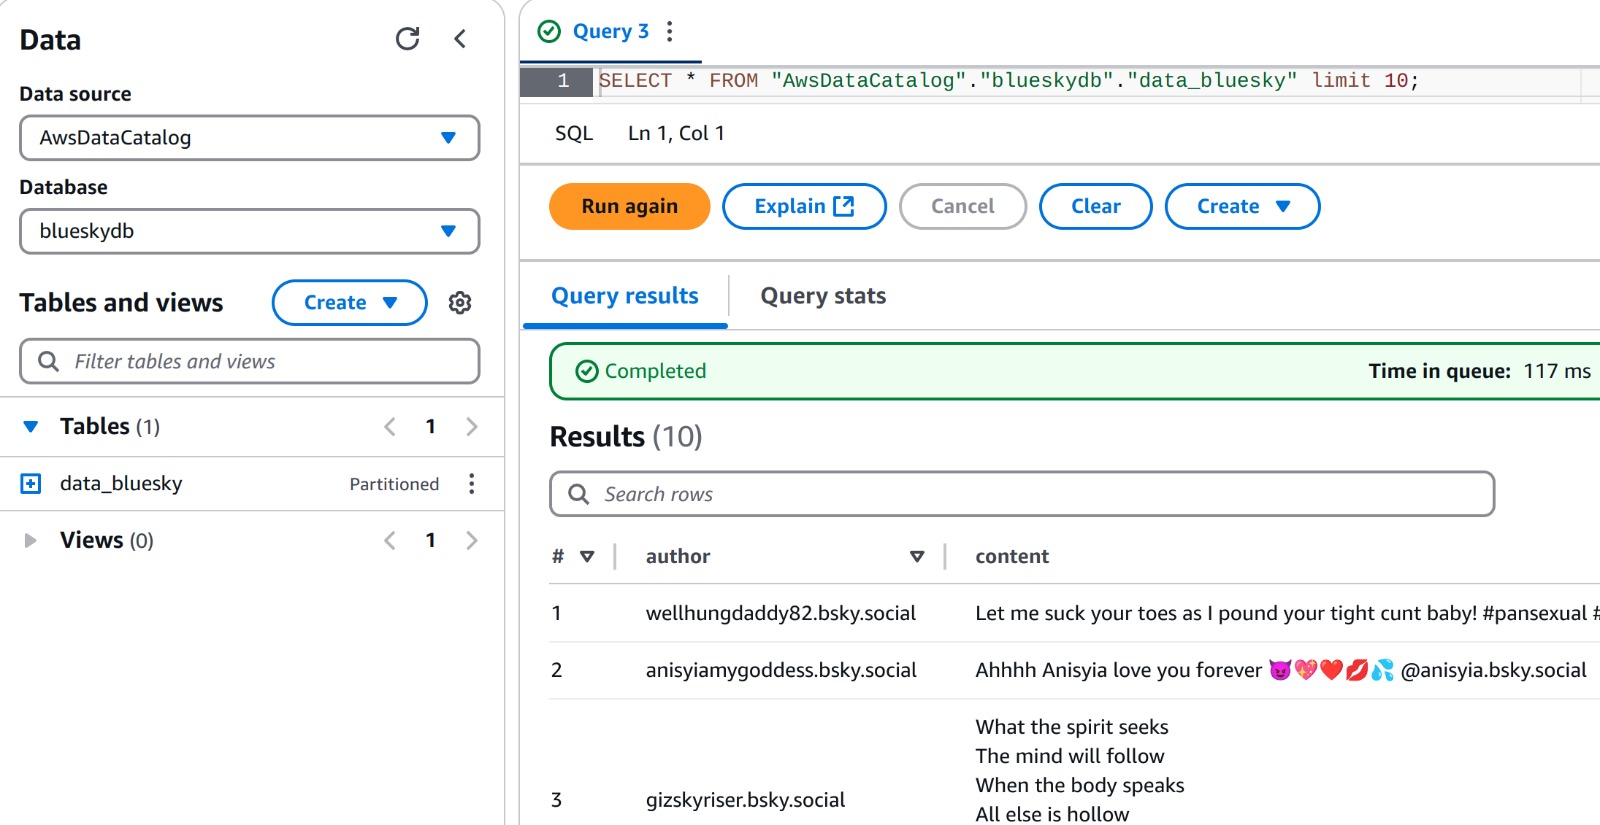 Data
Data source
AwsDataCatalog
Database
blueskydb
Tables and views
Create
Filter tables and views
Tables (1)
1
data_bluesky Partitioned
Views (0)
1
Query 3
1 SELECT * FROM "AwsDataCatalog"."blueskydb"."data_bluesky" limit 10;
SQL Ln 1, Col 1
Run again Explain Cancel Clear Create
Query results Query stats
Completed Time in queue: 117 ms
Results (10)
Search rows
# author content
1 wellhungdaddy82.bsky.social Let me suck your toes as I pound your tight cunt baby! #pansexual #
2 anisyiamygoddess.bsky.social Ahhhh Anisyia love you forever 😈💖❤️💋💦 @anisyia.bsky.social
What the spirit seeks
The mind will follow
When the body speaks
3 gizskyriser.bsky.social
All else is hollow